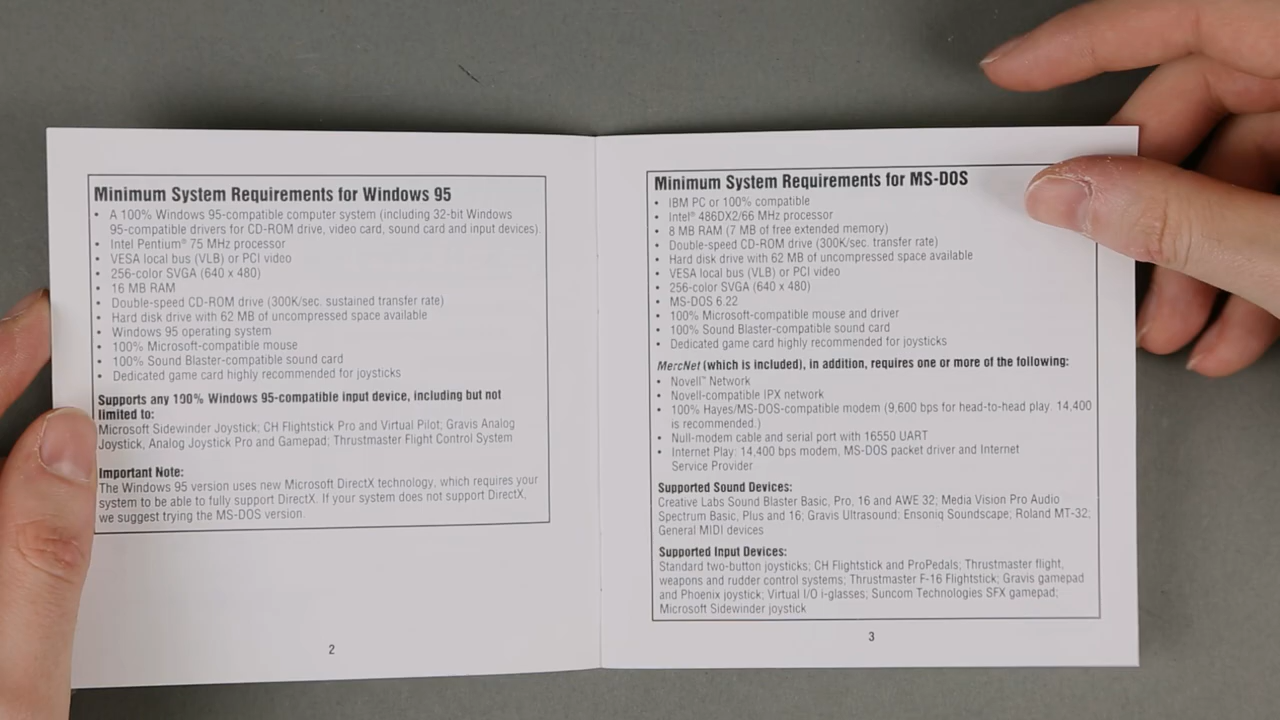 Minimum System Requirements for Windows 95
• A 100% Windows 95-compatible computer system (including 32-bit Windows
95-compatible drivers for CD-ROM drive, video card, sound card and input devices).
• Intel Pentium® 75 MHz processor
• VESA local bus (VLB) or PCI video
• 256-color SVGA (640 x 480)
• 16 MB RAM
• Double-speed CD-ROM drive (300K/sec. sustained transfer rate)
• Hard disk drive with 62 MB of uncompressed space available
• Windows 95 operating system
• 100% Microsoft-compatible mouse
• 100% Sound Blaster-compatible sound card
• Dedicated game card highly recommended for joysticks
Supports any 100% Windows 95-compatible input device, including but not
limited to:
Microsoft Sidewinder Joystick; CH Flightstick Pro and Virtual Pilot; Gravis Analog
Joystick, Analog Joystick Pro and Gamepad; Thrustmaster Flight Control System
Important Note:
The Windows 95 version uses new Microsoft DirectX technology, which requires your
system to be able to fully support DirectX. If your system does not support DirectX,
we suggest trying the MS-DOS version.
2
Minimum System Requirements for MS-DOS
• IBM PC or 100% compatible
• Intel® 486DX2/66 MHz processor
• 8 MB RAM (7 MB of free extended memory)
• Double-speed CD-ROM drive (300K/sec. transfer rate)
• Hard disk drive with 62 MB of uncompressed space available
• VESA local bus (VLB) or PCI video
• 256-color SVGA (640 x 480)
• MS-DOS 6.22
• 100% Microsoft-compatible mouse and driver
• 100% Sound Blaster-compatible sound card
• Dedicated game card highly recommended for joysticks
MercNet (which is included), in addition, requires one or more of the following:
• Novell™ Network
• Novell-compatible IPX network
• 100% Hayes/MS-DOS-compatible modem (9,600 bps for head-to-head play. 14,400
is recommended.)
• Null-modem cable and serial port with 16550 UART
• Internet Play: 14,400 bps modem, MS-DOS packet driver and Internet
Service Provider
Supported Sound Devices:
Creative Labs Sound Blaster Basic, Pro, 16 and AWE 32; Media Vision Pro Audio
Spectrum Basic, Plus and 16; Gravis Ultrasound; Ensoniq Soundscape; Roland MT-32;
General MIDI devices
Supported Input Devices:
Standard two-button joysticks; CH Flightstick and ProPedals; Thrustmaster flight,
weapons and rudder control systems; Thrustmaster F-16 Flightstick; Gravis gamepad
and Phoenix joystick; Virtual I/O i-glasses; Suncom Technologies SFX gamepad;
Microsoft Sidewinder joystick
3